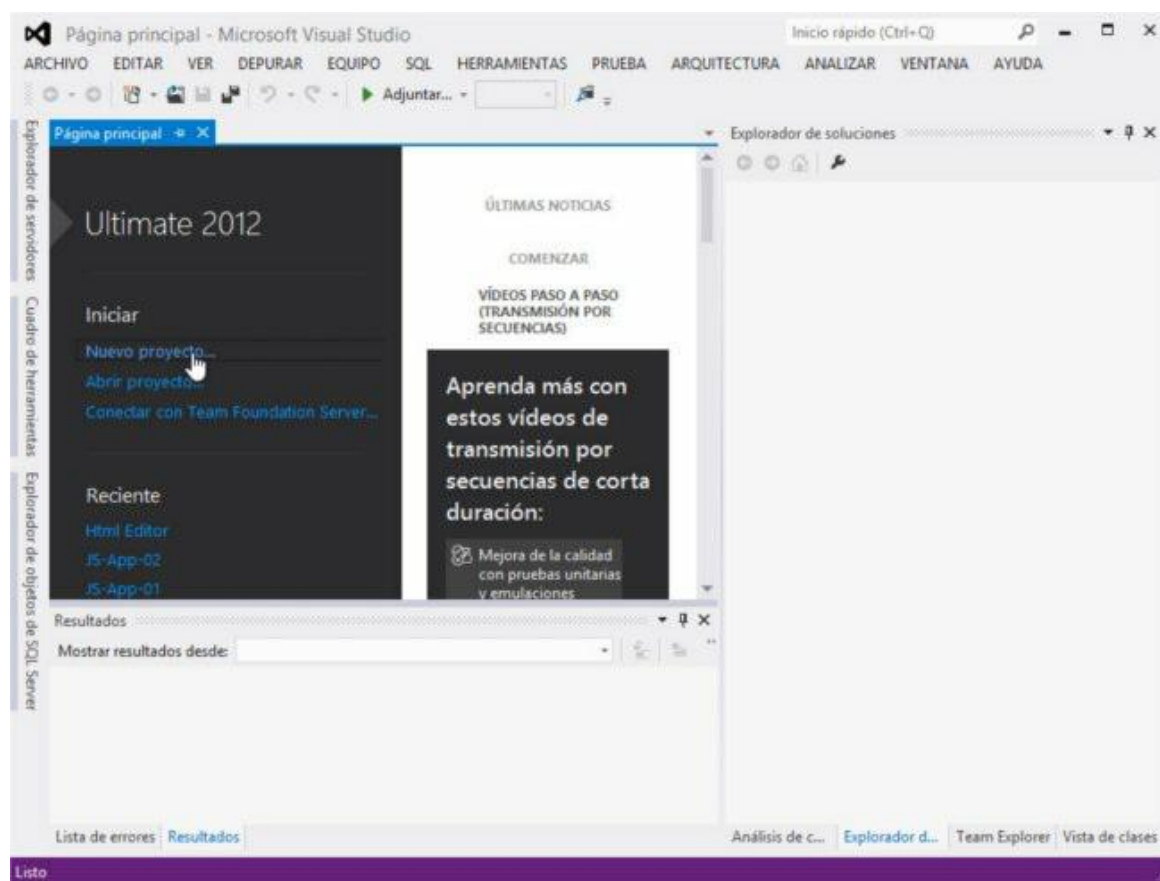 Página principal - Microsoft Visual Studio
Inicio rápido (Ctrl+Q)
ARCHIVO EDITAR VER DEPURAR EQUIPO SQL HERRAMIENTAS PRUEBA ARQUITECTURA ANALIZAR VENTANA AYUDA
Adjuntar...
Explorador de servidores
Cuadro de herramientas
Explorador de objetos de SQL Server
Página principal
Ultimate 2012
Iniciar
Nuevo proyecto...
Abrir proyecto...
Conectar con Team Foundation Server...
Reciente
Html Editor
JS-App-02
JS-App-01
ÚLTIMAS NOTICIAS
COMENZAR
VÍDEOS PASO A PASO
(TRANSMISIÓN POR
SECUENCIAS)
Aprenda más con
estos vídeos de
transmisión por
secuencias de corta
duración:
Mejora de la calidad
con pruebas unitarias
y emulaciones
Explorador de soluciones
Resultados
Mostrar resultados desde:
Lista de errores Resultados
Análisis de c... Explorador d... Team Explorer Vista de clases
Listo